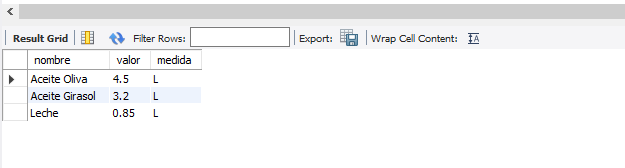 Result Grid Filter Rows: Export: Wrap Cell Content: IA
nombre valor medida
Aceite Oliva 4.5 L
Aceite Girasol 3.2 L
Leche 0.85 L